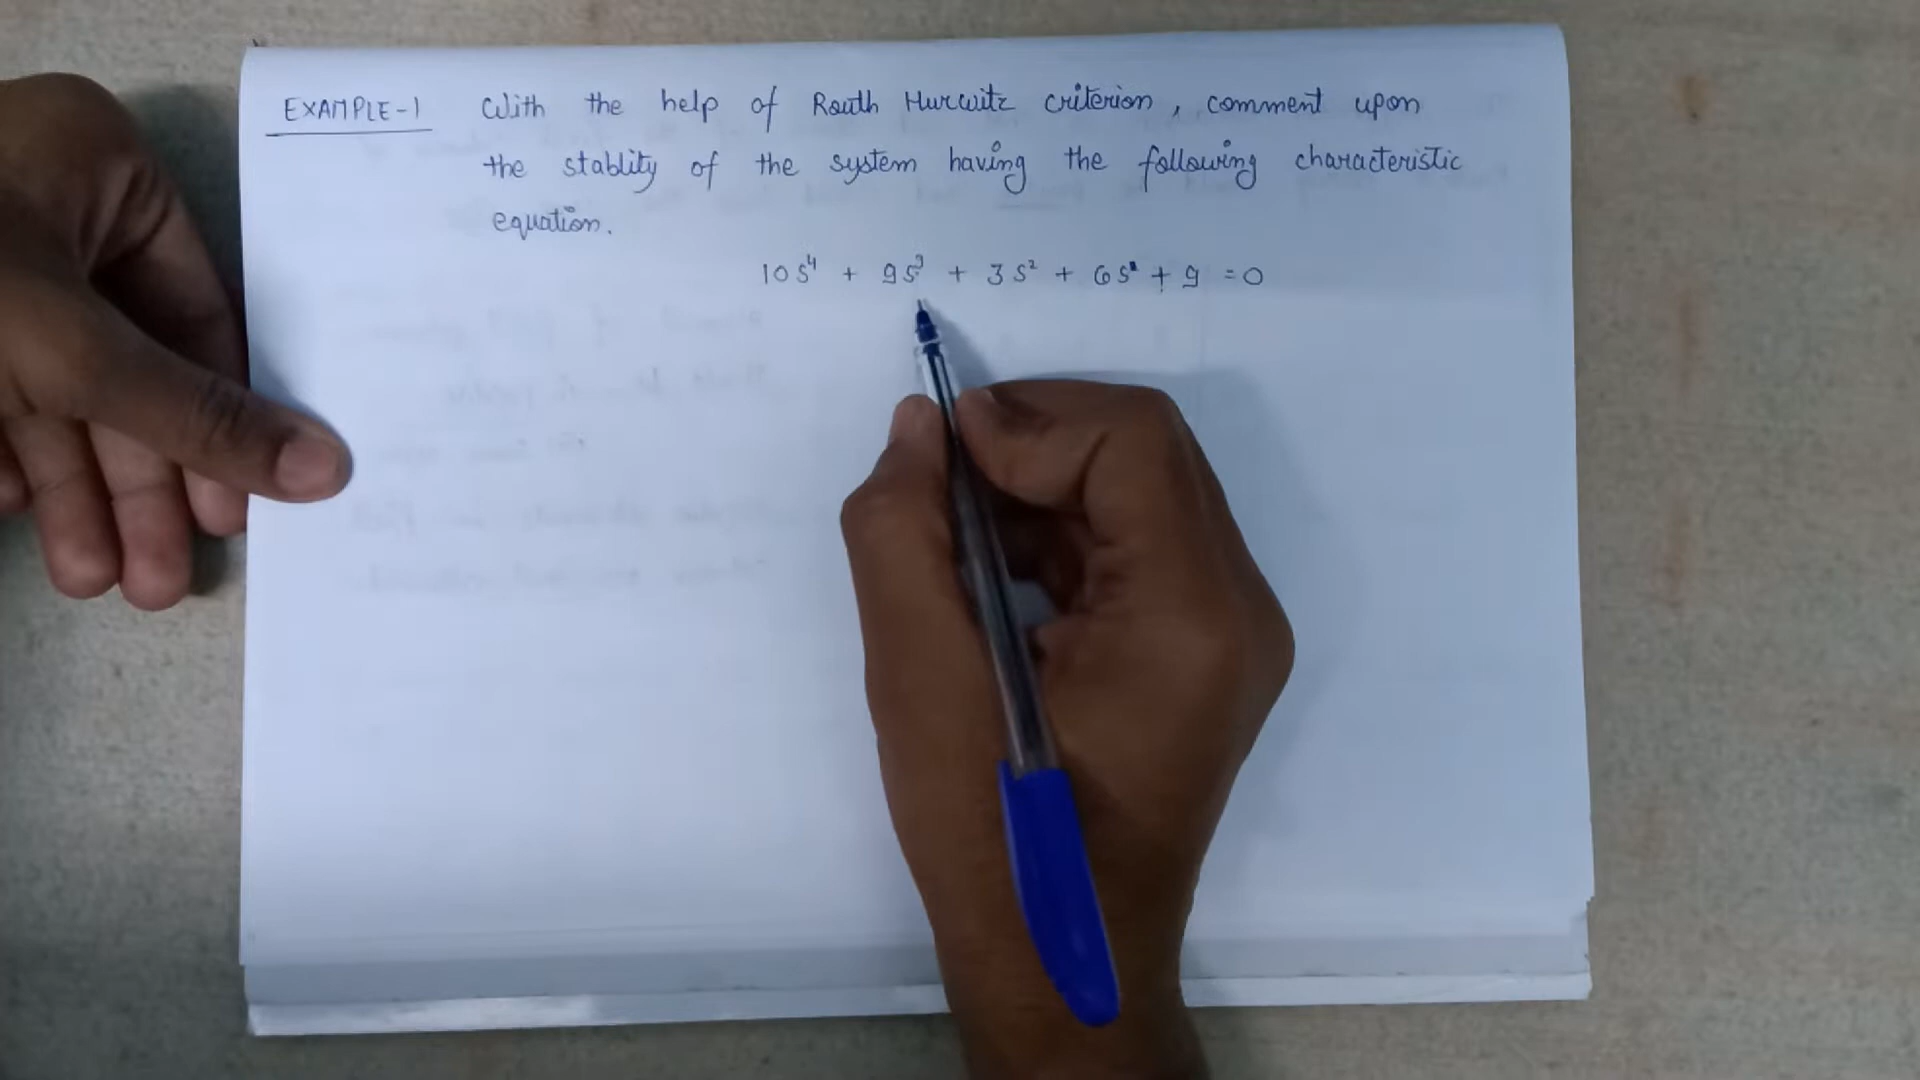 EXAMPLE-1 With the help of Routh Hurwitz criterion, comment upon
the stablity of the system having the following characteristic
equation.
10s⁴ + 9s³ + 3s² + 6s + 9 = 0